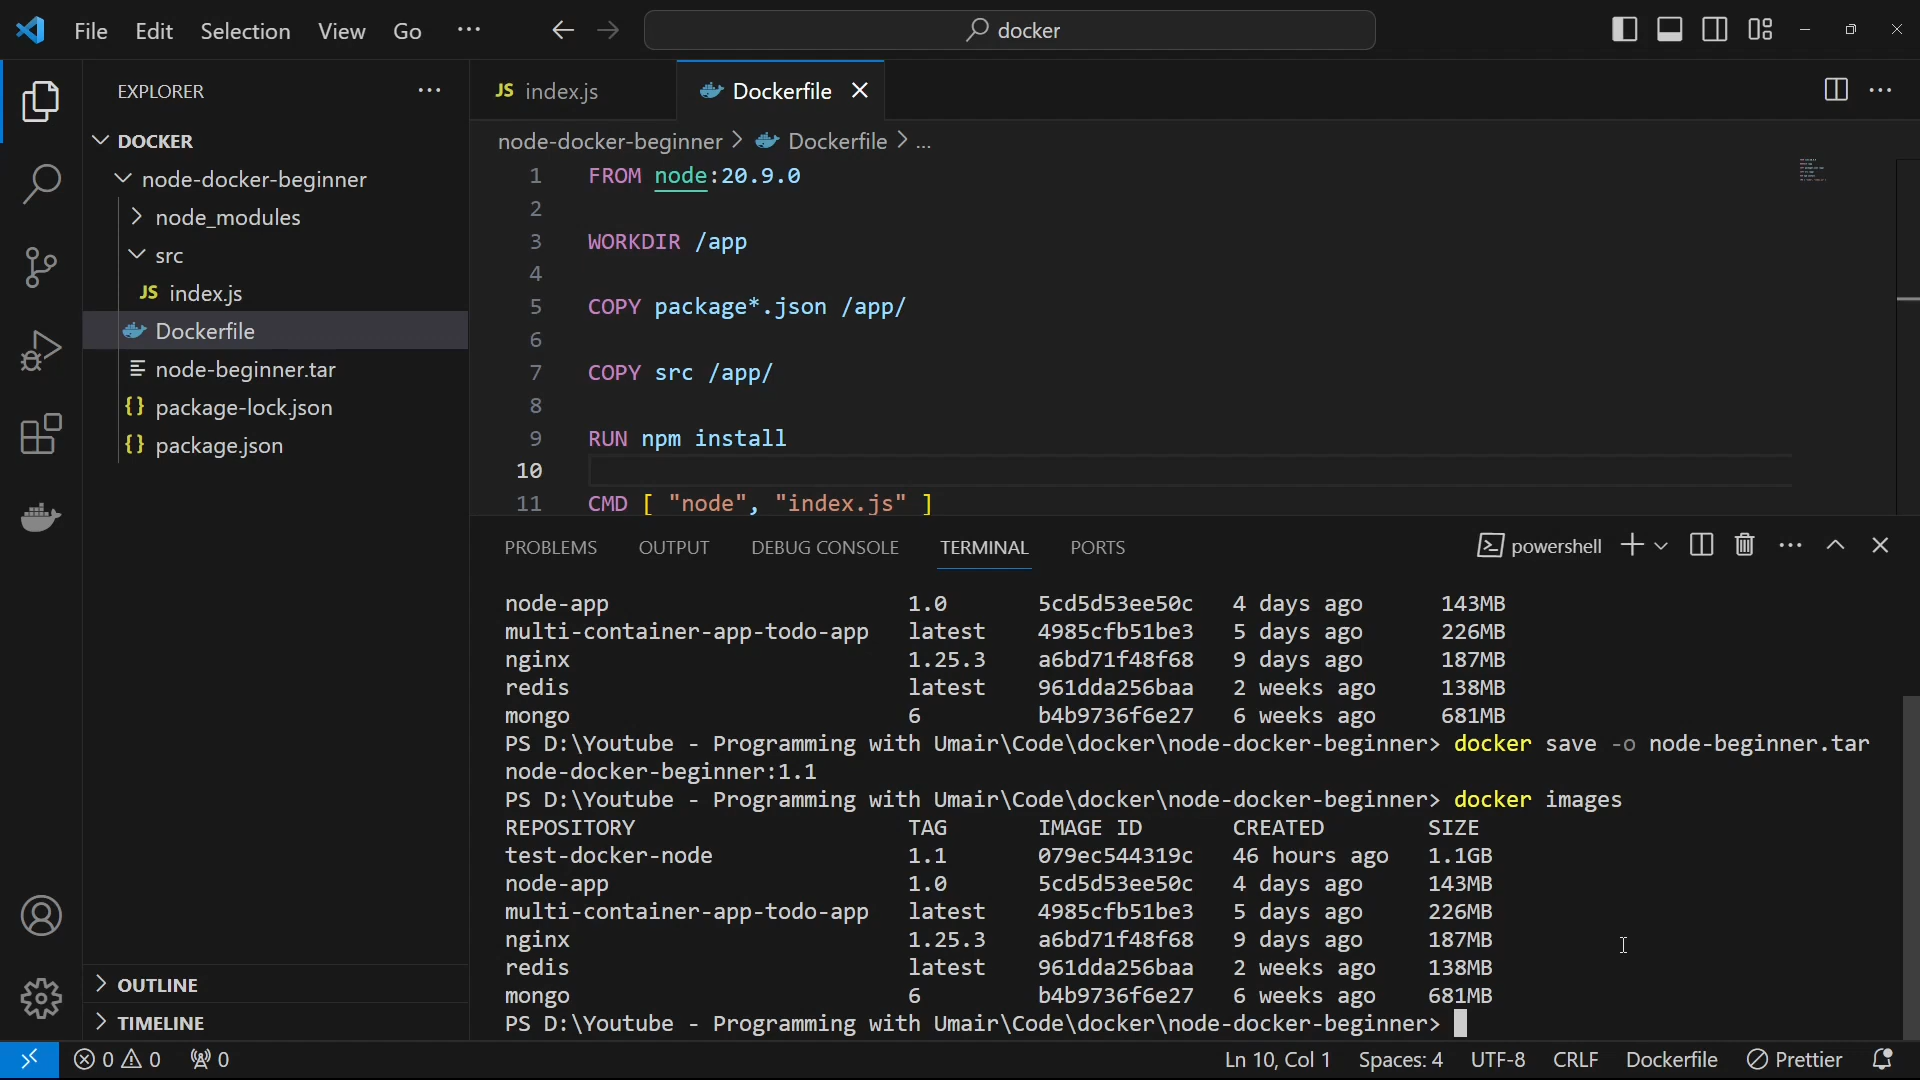 File Edit Selection View Go ... docker
EXPLORER ...
DOCKER
node-docker-beginner
node_modules
src
JS index.js
Dockerfile
node-beginner.tar
{} package-lock.json
{} package.json
OUTLINE
TIMELINE
JS index.js Dockerfile
node-docker-beginner > Dockerfile > ...
1 FROM node:20.9.0
2
3 WORKDIR /app
4
5 COPY package*.json /app/
6
7 COPY src /app/
8
9 RUN npm install
10
11 CMD [ "node", "index.js" ]
PROBLEMS OUTPUT DEBUG CONSOLE TERMINAL PORTS powershell
node-app 1.0 5cd5d53ee50c 4 days ago 143MB
multi-container-app-todo-app latest 4985cfb51be3 5 days ago 226MB
nginx 1.25.3 a6bd71f48f68 9 days ago 187MB
redis latest 961dda256baa 2 weeks ago 138MB
mongo 6 b4b9736f6e27 6 weeks ago 681MB
PS D:\Youtube - Programming with Umair\Code\docker\node-docker-beginner> docker save -o node-beginner.tar
node-docker-beginner:1.1
PS D:\Youtube - Programming with Umair\Code\docker\node-docker-beginner> docker images
REPOSITORY TAG IMAGE ID CREATED SIZE
test-docker-node 1.1 079ec544319c 46 hours ago 1.1GB
node-app 1.0 5cd5d53ee50c 4 days ago 143MB
multi-container-app-todo-app latest 4985cfb51be3 5 days ago 226MB
nginx 1.25.3 a6bd71f48f68 9 days ago 187MB
redis latest 961dda256baa 2 weeks ago 138MB
mongo 6 b4b9736f6e27 6 weeks ago 681MB
PS D:\Youtube - Programming with Umair\Code\docker\node-docker-beginner>
0 0 0 Ln 10, Col 1 Spaces: 4 UTF-8 CRLF Dockerfile Prettier